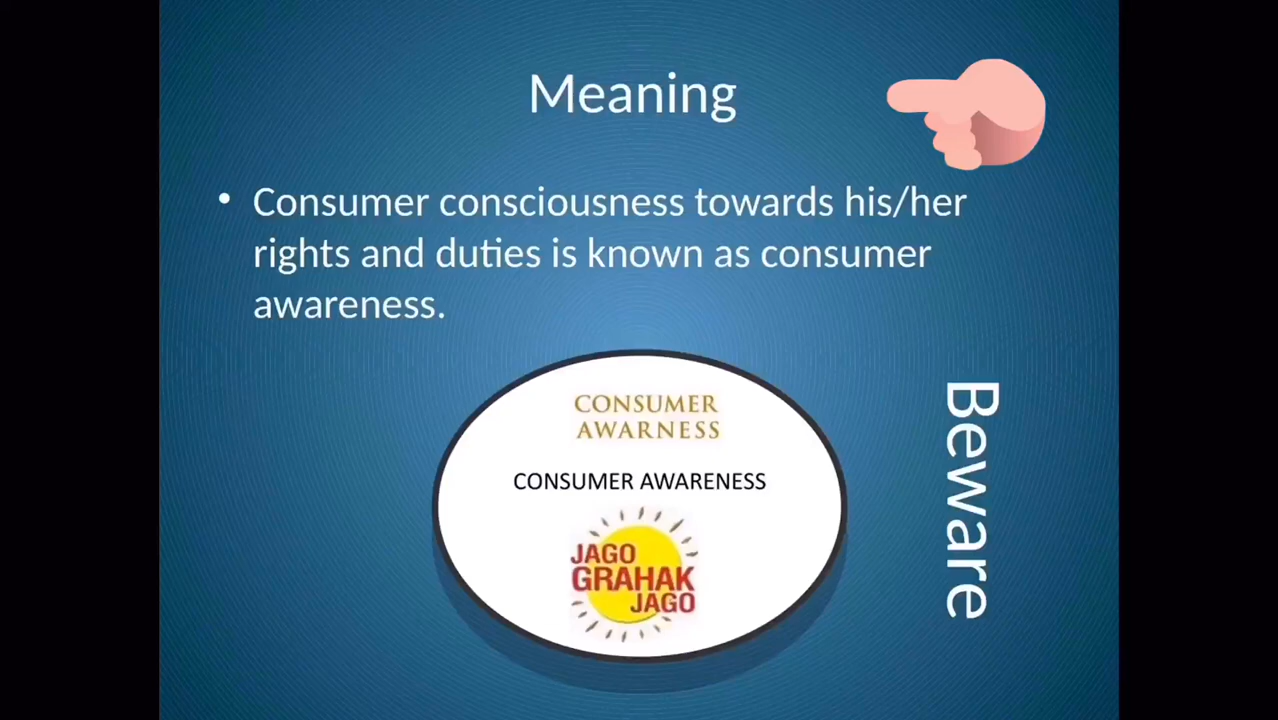 Meaning
• Consumer consciousness towards his/her
rights and duties is known as consumer
awareness.
CONSUMER
AWARNESS
CONSUMER AWARENESS
JAGO
GRAHAK
JAGO
Beware